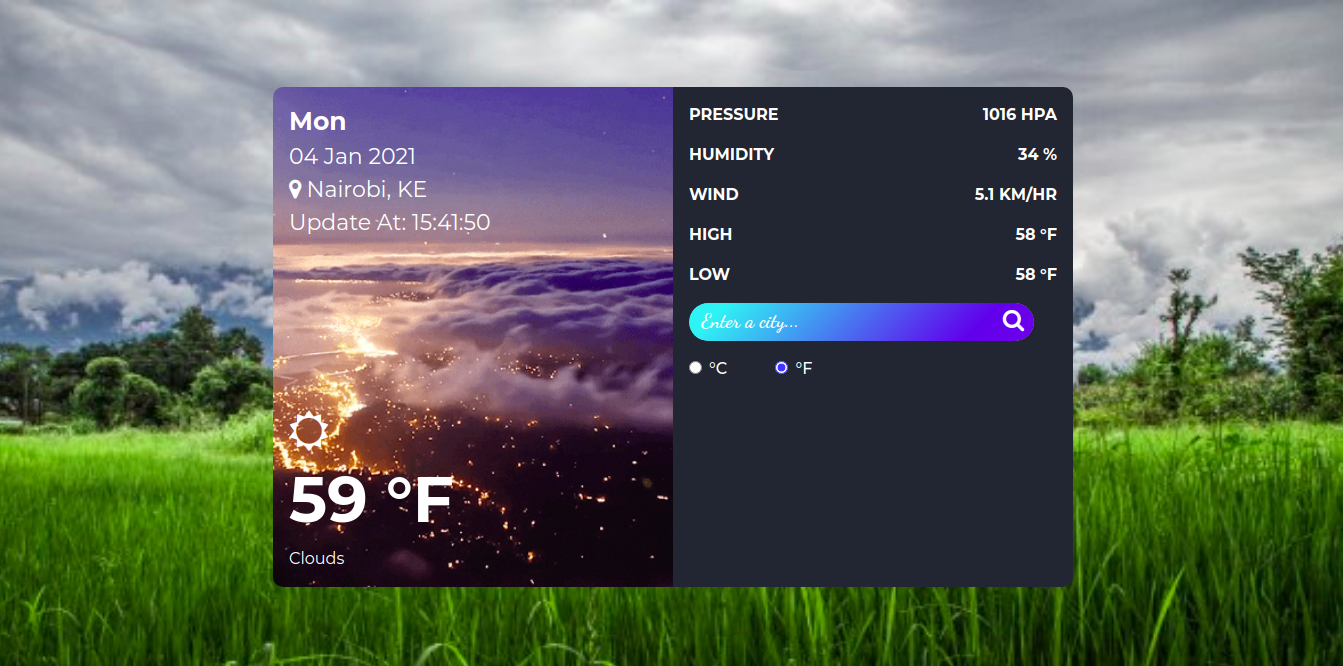 Mon
04 Jan 2021
Nairobi, KE
Update At: 15:41:50
59 °F
Clouds
PRESSURE 1016 HPA
HUMIDITY 34 %
WIND 5.1 KM/HR
HIGH 58 °F
LOW 58 °F
Enter a city...
°C °F